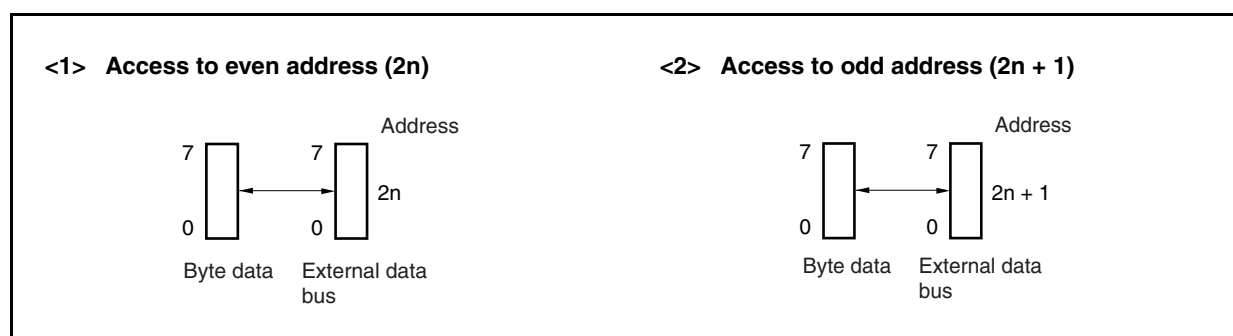 <1> Access to even address (2n)
Address
7 7
2n
0 0
Byte data External data
bus
<2> Access to odd address (2n + 1)
Address
7 7
2n + 1
0 0
Byte data External data
bus